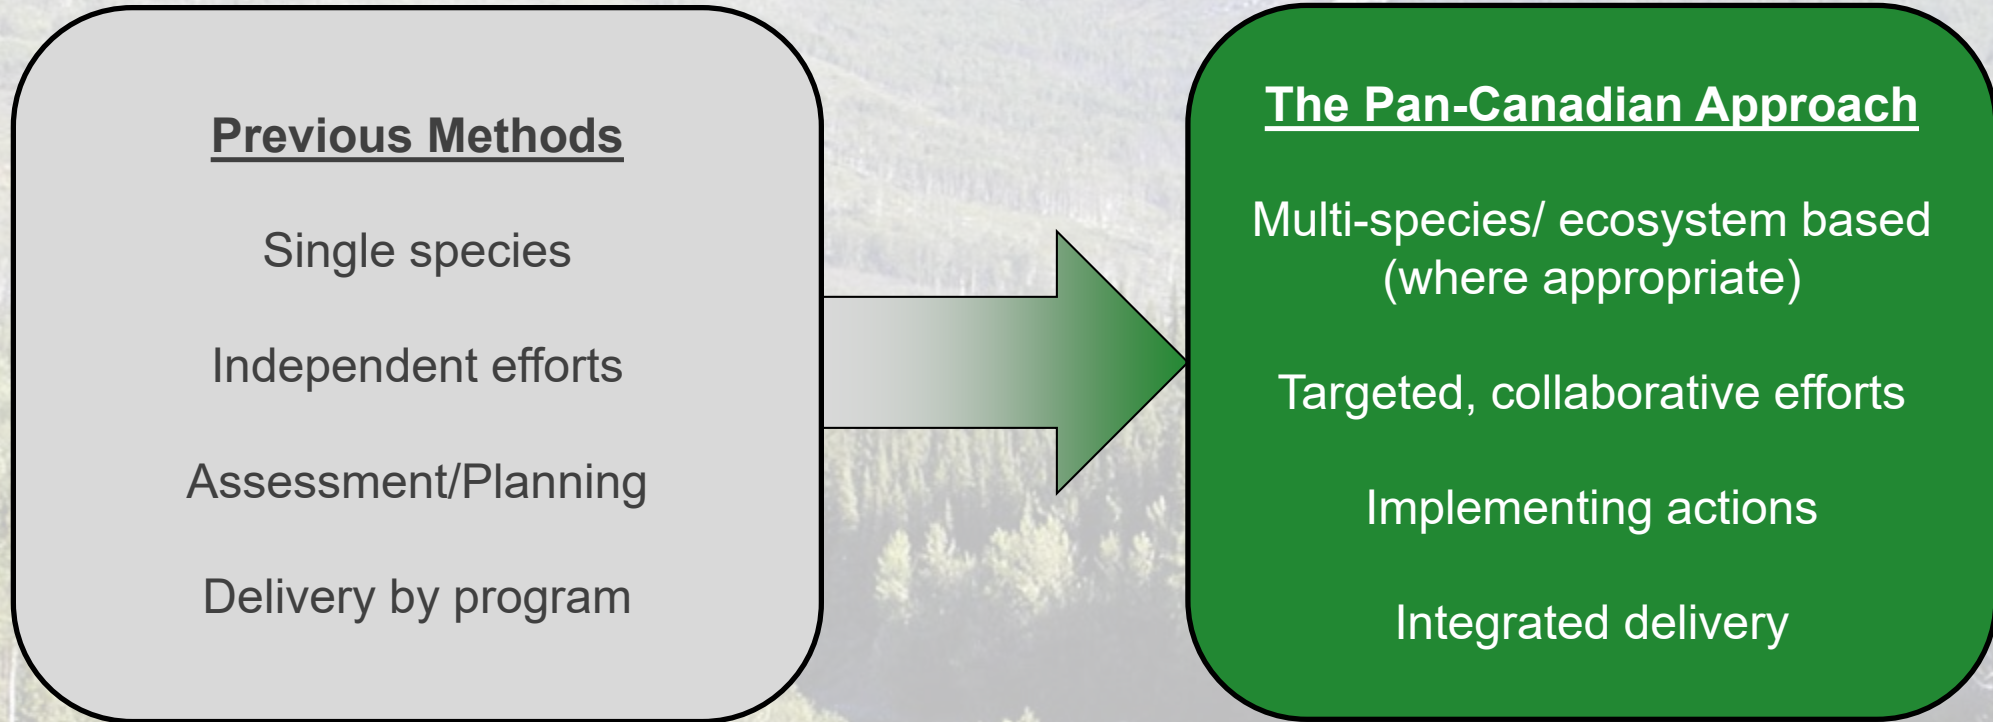 Previous Methods
Single species
Independent efforts
Assessment/Planning
Delivery by program
The Pan-Canadian Approach
Multi-species/ ecosystem based
(where appropriate)
Targeted, collaborative efforts
Implementing actions
Integrated delivery